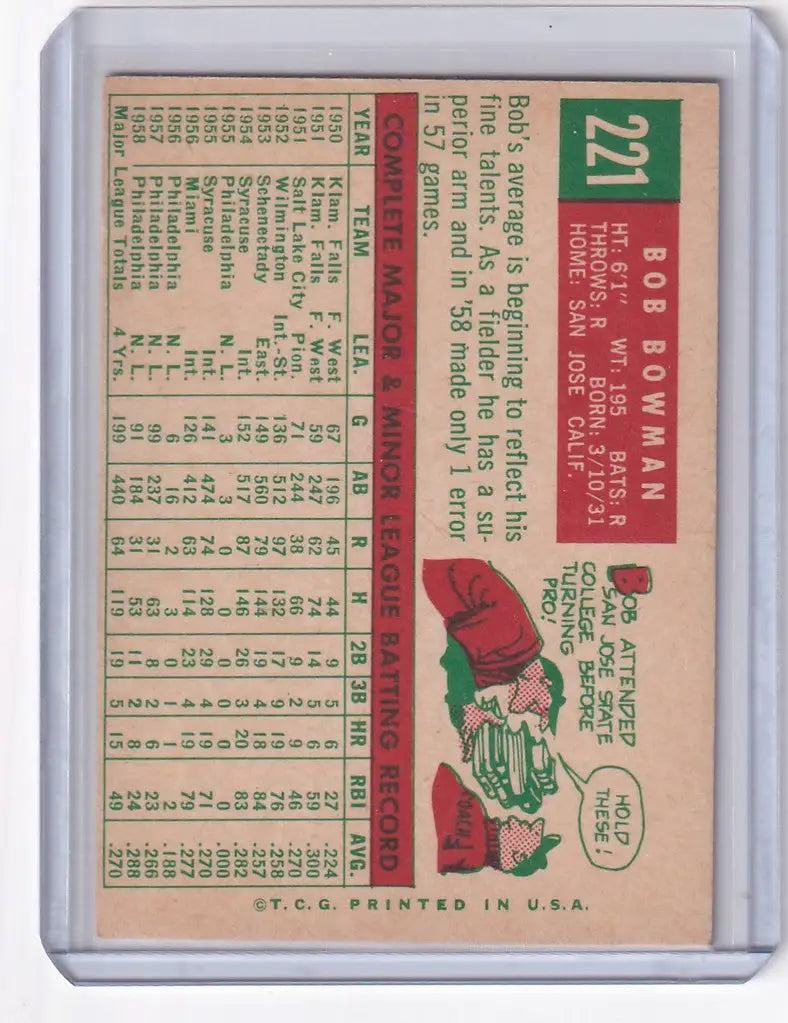 221
BOB BOWMAN
HT: 6'1" WT: 195 BATS: R
THROWS: R BORN: 3/10/31
HOME: SAN JOSE CALIF.
Bob's average is beginning to reflect his
fine talents. As a fielder he has a su-
perior arm and in '58 made only 1 error
in 57 games.
BOB ATTENDED
SAN JOSE STATE
COLLEGE BEFORE
TURNING
PRO!
HOLD
THESE!
COACH
COMPLETE MAJOR & MINOR LEAGUE BATTING RECORD
YEAR TEAM LEA. G AB R H 2B 3B HR RBI AVG.
1950 Klam. Falls F. West 67 196 45 44 9 5 6 27 .224
1951 Klam. Falls F. West 59 247 62 74 14 5 6 59 .300
1951 Salt Lake City Pion. 71 244 38 66 9 2 9 46 .270
1952 Wilmington Int.-St. 136 512 97 132 17 9 19 76 .258
1953 Schenectady East. 149 560 79 144 19 4 18 84 .257
1954 Syracuse Int. 152 517 87 146 26 3 20 83 .282
1955 Philadelphia N. L. 3 3 0 0 0 0 0 0 .000
1955 Syracuse Int. 141 474 74 128 29 4 19 71 .270
1956 Miami Int. 126 412 63 114 23 4 19 79 .277
1956 Philadelphia N. L. 6 16 2 3 0 1 1 2 .188
1957 Philadelphia N. L. 99 237 31 63 8 2 6 23 .266
1958 Philadelphia N. L. 91 184 31 53 11 2 8 24 .288
Major League Totals 4 Yrs. 199 440 64 119 19 5 15 49 .270
©T.C.G. PRINTED IN U.S.A.